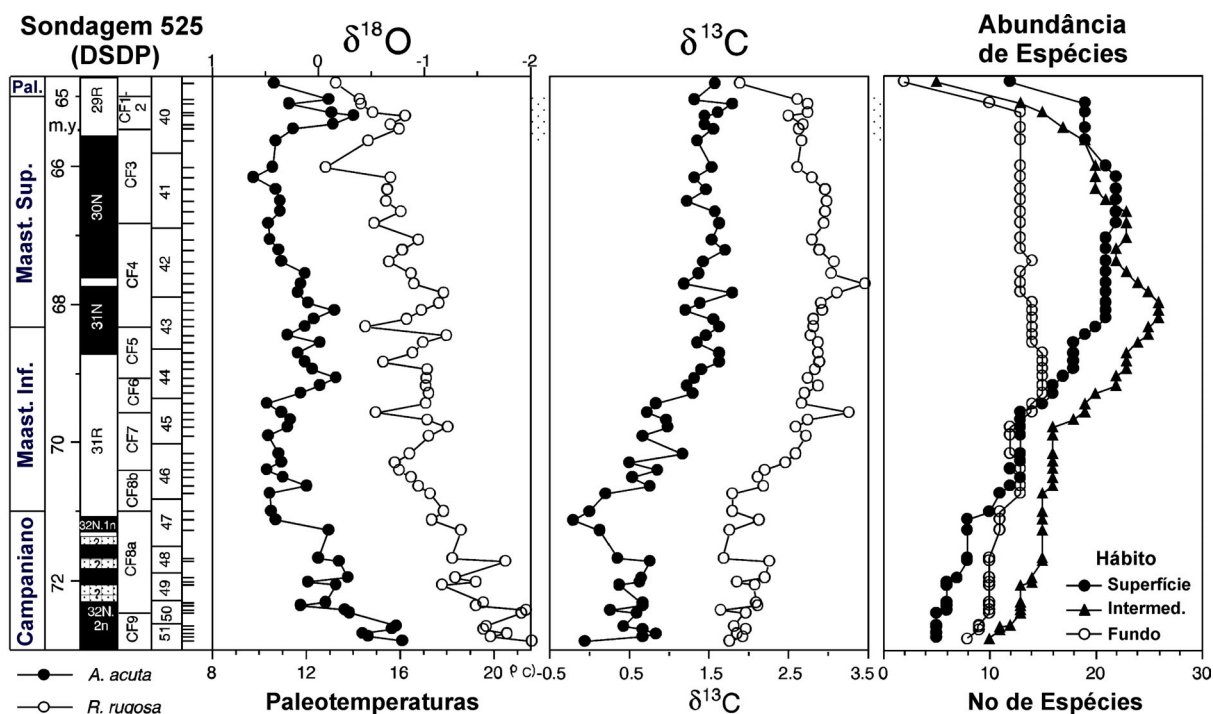 Sondagem 525
(DSDP)
δ18O
δ13C
Abundância
de Espécies
1 0 -1 -2
Pal.
Maast. Sup.
Maast. Inf.
Campaniano
65
m.y.
66
68
70
72
29R
30N
31N
31R
32N.1n
32N.
2n
CF1-
2
CF3
CF4
CF5
CF6
CF7
CF8b
CF8a
CF9
40
41
42
43
44
45
46
47
48
49
50
51
Hábito
Superfície
Intermed.
Fundo
8 12 16 20 (°C)
-0.5 0.5 1.5 2.5 3.5
0 10 20 30
A. acuta
R. rugosa
Paleotemperaturas
δ13C
No de Espécies